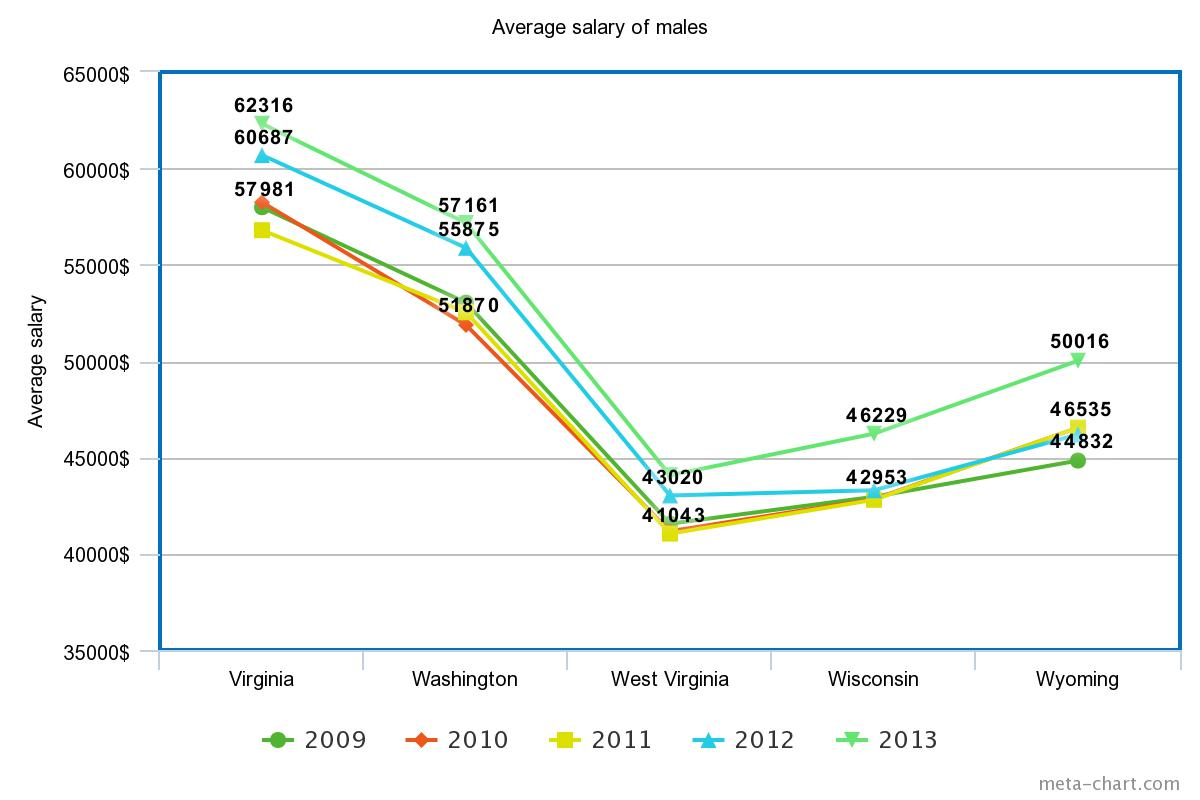 Average salary of males
65000$
60000$
55000$
50000$
45000$
40000$
35000$
Average salary
62316
60687
57981
57161
55875
51870
43020
41043
46229
42953
50016
46535
44832
Virginia
Washington
West Virginia
Wisconsin
Wyoming
2009 2010 2011 2012 2013
meta-chart.com